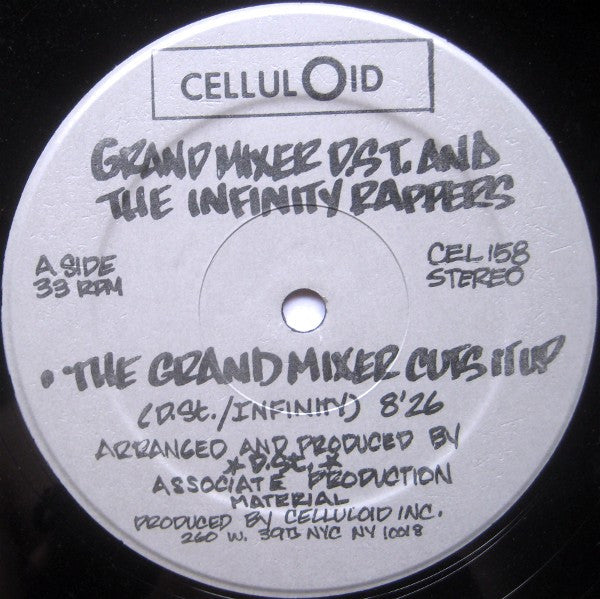 CELLULOID
GRAND MIXER D.ST. AND
THE INFINITY RAPPERS
A SIDE
33 RPM
CEL 158
STEREO
• THE GRAND MIXER CUTS IT UP
(D.St./INFINITY) 8'26
ARRANGED AND PRODUCED BY
*D.St.*
ASSOCIATE PRODUCTION
MATERIAL
PRODUCED BY CELLULOID INC.
260 W. 39TH NYC NY 10018